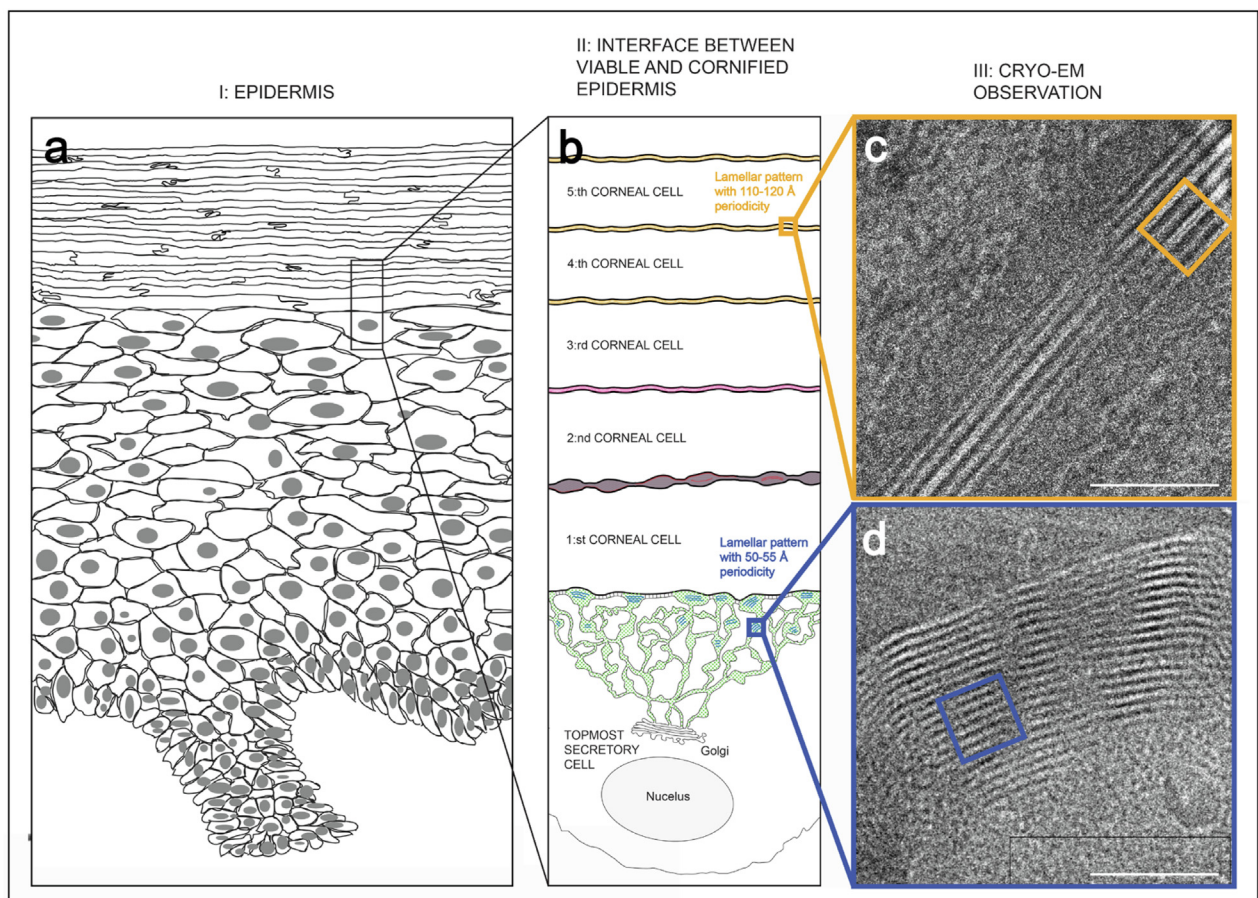 I: EPIDERMIS
II: INTERFACE BETWEEN
VIABLE AND CORNIFIED
EPIDERMIS
III: CRYO-EM
OBSERVATION
a
b
Lamellar pattern
with 110-120 Å
periodicity
5:th CORNEAL CELL
4:th CORNEAL CELL
3:rd CORNEAL CELL
2:nd CORNEAL CELL
1:st CORNEAL CELL
Lamellar pattern
with 50-55 Å
periodicity
TOPMOST
SECRETORY
CELL
Golgi
Nucelus
c
d